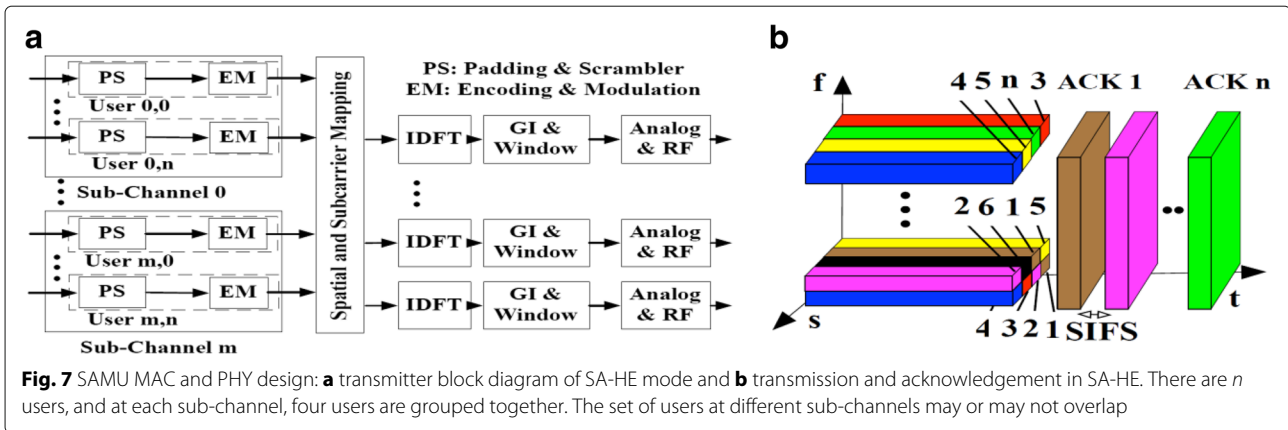 a
PS EM
User 0,0
PS EM
User 0,n
Sub-Channel 0
PS EM
User m,0
PS EM
User m,n
Sub-Channel m
Spatial and Subcarrier Mapping
PS: Padding & Scrambler
EM: Encoding & Modulation
IDFT GI & Window Analog & RF
IDFT GI & Window Analog & RF
IDFT GI & Window Analog & RF
b
f
4 5 n 3 ACK 1 ACK n
2 6 1 5
s
4 3 2 1 SIFS
t
Fig. 7 SAMU MAC and PHY design: a transmitter block diagram of SA-HE mode and b transmission and acknowledgement in SA-HE. There are n
users, and at each sub-channel, four users are grouped together. The set of users at different sub-channels may or may not overlap